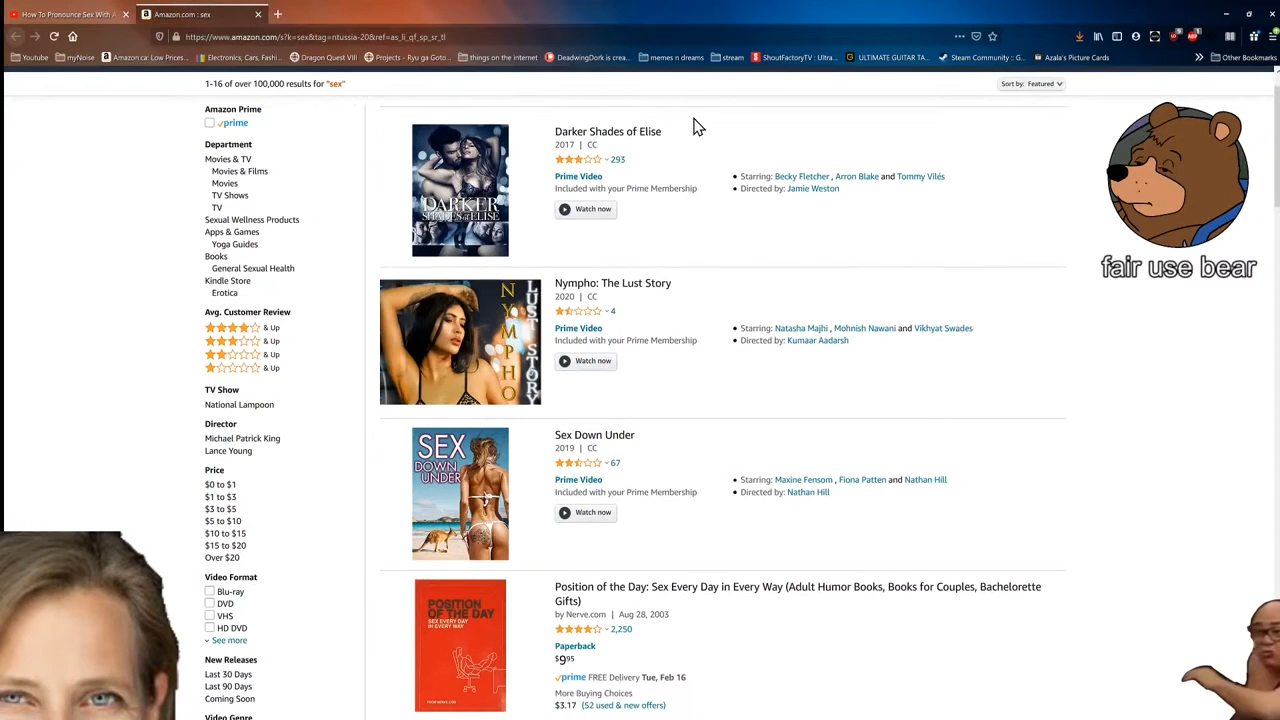 How To Pronounce Sex With A
Amazon.com : sex
https://www.amazon.com/s?k=sex&tag=ntussia-20&ref=as_li_qf_sp_sr_tl
Youtube
myNoise
Amazon.ca: Low Prices...
Electronics, Cars, Fashi...
Dragon Quest VIII
Projects - Ryu ga Goto...
things on the internet
DeadwingDork is crea...
memes n dreams
stream
ShoutFactoryTV : Ultra...
ULTIMATE GUITAR TA...
Steam Community :: G...
Azala's Picture Cards
Other Bookmarks
1-16 of over 100,000 results for "sex"
Sort by: Featured
Amazon Prime
prime
Department
Movies & TV
Movies & Films
Movies
TV Shows
TV
Sexual Wellness Products
Apps & Games
Yoga Guides
Books
General Sexual Health
Kindle Store
Erotica
Avg. Customer Review
& Up
& Up
& Up
& Up
TV Show
National Lampoon
Director
Michael Patrick King
Lance Young
Price
$0 to $1
$1 to $3
$3 to $5
$5 to $10
$10 to $15
$15 to $20
Over $20
Video Format
Blu-ray
DVD
VHS
HD DVD
See more
New Releases
Last 30 Days
Last 90 Days
Coming Soon
Video Genre
DARKER
SHADES of ELISE
Darker Shades of Elise
2017 | CC
293
Prime Video
Included with your Prime Membership
Watch now
Starring: Becky Fletcher , Arron Blake and Tommy Vilés
Directed by: Jamie Weston
fair use bear
NYMPHO
LUST STORY
Nympho: The Lust Story
2020 | CC
4
Prime Video
Included with your Prime Membership
Watch now
Starring: Natasha Majhi , Mohnish Nawani and Vikhyat Swades
Directed by: Kumaar Aadarsh
SEX
DOWN
UNDER
Sex Down Under
2019 | CC
67
Prime Video
Included with your Prime Membership
Watch now
Starring: Maxine Fensom , Fiona Patten and Nathan Hill
Directed by: Nathan Hill
POSITION
OF THE DAY
SEX EVERY DAY
IN EVERY WAY
FROM NERVE.COM
Position of the Day: Sex Every Day in Every Way (Adult Humor Books, Books for Couples, Bachelorette
Gifts)
by Nerve.com | Aug 28, 2003
2,250
Paperback
$9.95
prime FREE Delivery Tue, Feb 16
More Buying Choices
$3.17 (52 used & new offers)